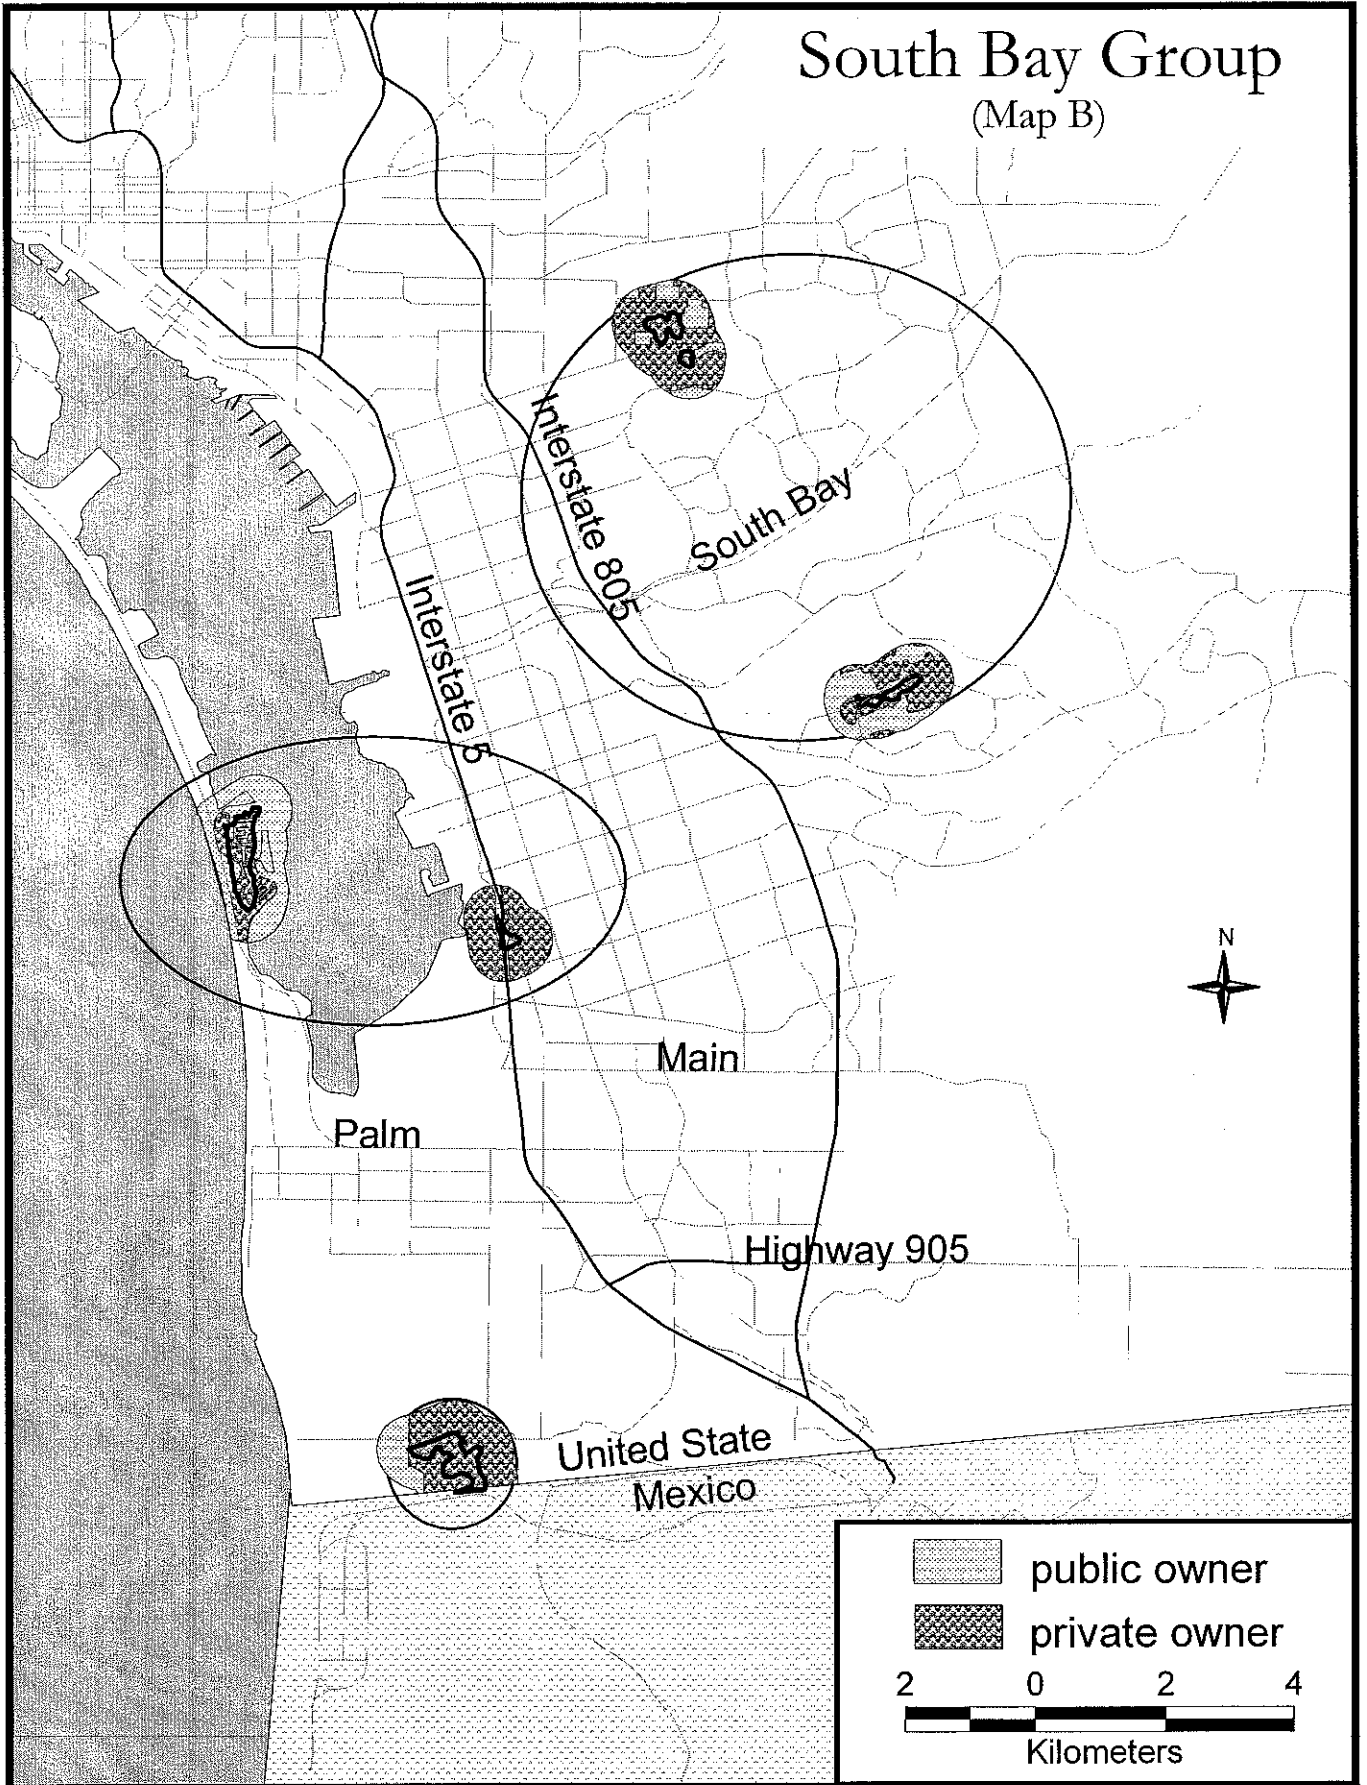 South Bay Group
(Map B)
Interstate 805
South Bay
Interstate 5
N
Main
Palm
Highway 905
United State
Mexico
public owner
private owner
2 0 2 4
Kilometers